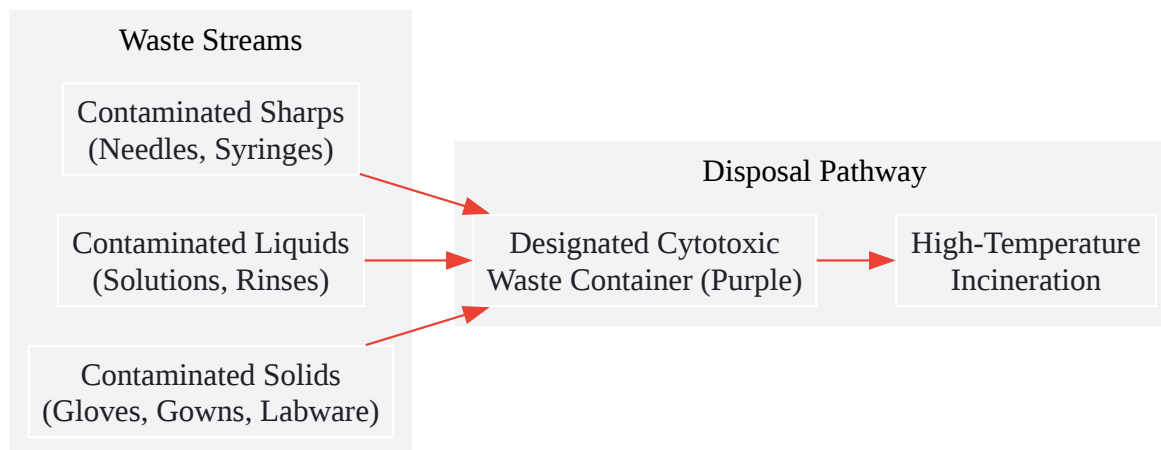 Waste Streams
Contaminated Sharps
(Needles, Syringes)
Contaminated Liquids
(Solutions, Rinses)
Contaminated Solids
(Gloves, Gowns, Labware)
Disposal Pathway
Designated Cytotoxic
Waste Container (Purple)
High-Temperature
Incineration